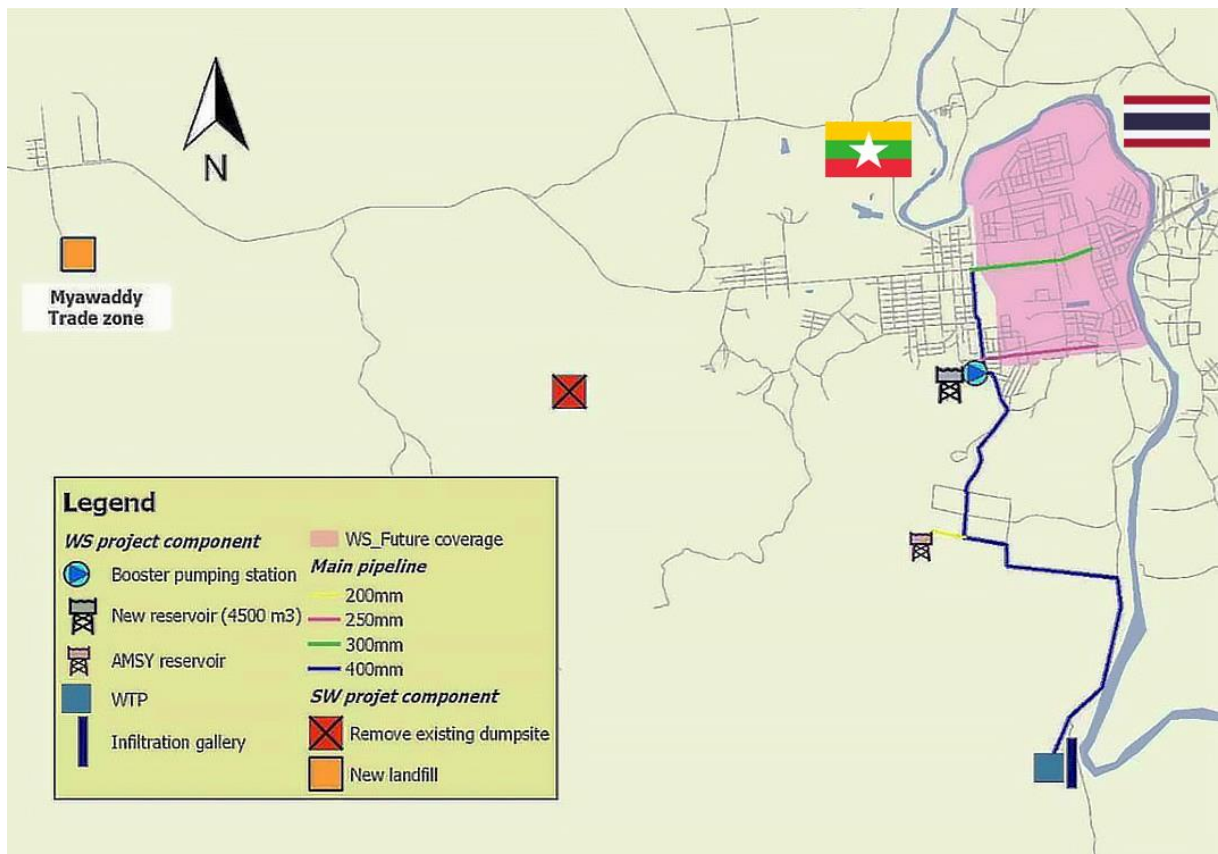 N
Myawaddy
Trade zone
Legend
WS project component
Booster pumping station
New reservoir (4500 m3)
AMSY reservoir
WTP
Infiltration gallery
WS_Future coverage
Main pipeline
200mm
250mm
300mm
400mm
SW projet component
Remove existing dumpsite
New landfill